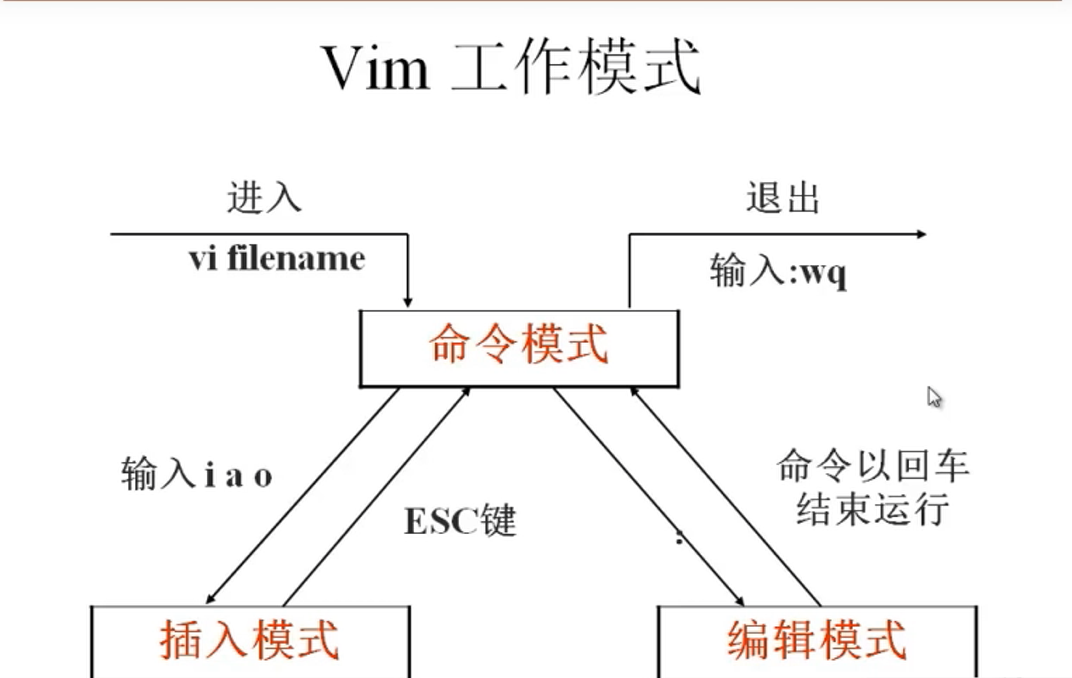 Vim 工作模式
进入
vi filename
退出
输入:wq
命令模式
输入 i a o
ESC键
:
命令以回车
结束运行
插入模式
编辑模式